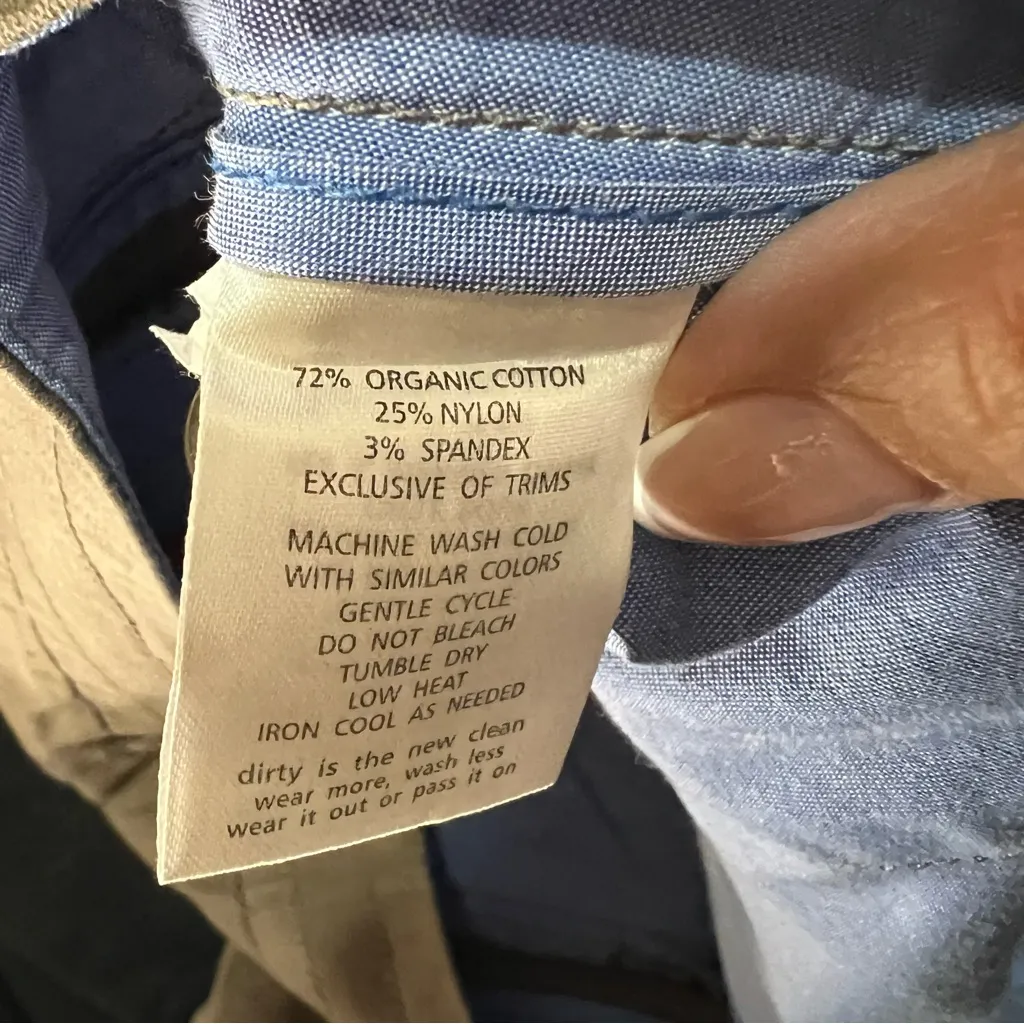 72% ORGANIC COTTON
25% NYLON
3% SPANDEX
EXCLUSIVE OF TRIMS
MACHINE WASH COLD
WITH SIMILAR COLORS
GENTLE CYCLE
DO NOT BLEACH
TUMBLE DRY
LOW HEAT
IRON COOL AS NEEDED
dirty is the new clean
wear more, wash less
wear it out or pass it on